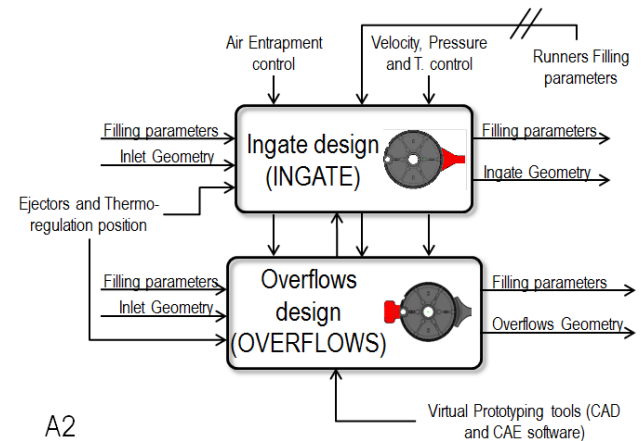 Air Entrapment
control
Velocity, Pressure
and T. control
Runners Filling
parameters
Filling parameters
Inlet Geometry
Ingate design
(INGATE)
Filling parameters
Ingate Geometry
Ejectors and Thermo-
regulation position
Filling parameters
Inlet Geometry
Overflows
design
(OVERFLOWS)
Filling parameters
Overflows Geometry
Virtual Prototyping tools (CAD
and CAE software)
A2